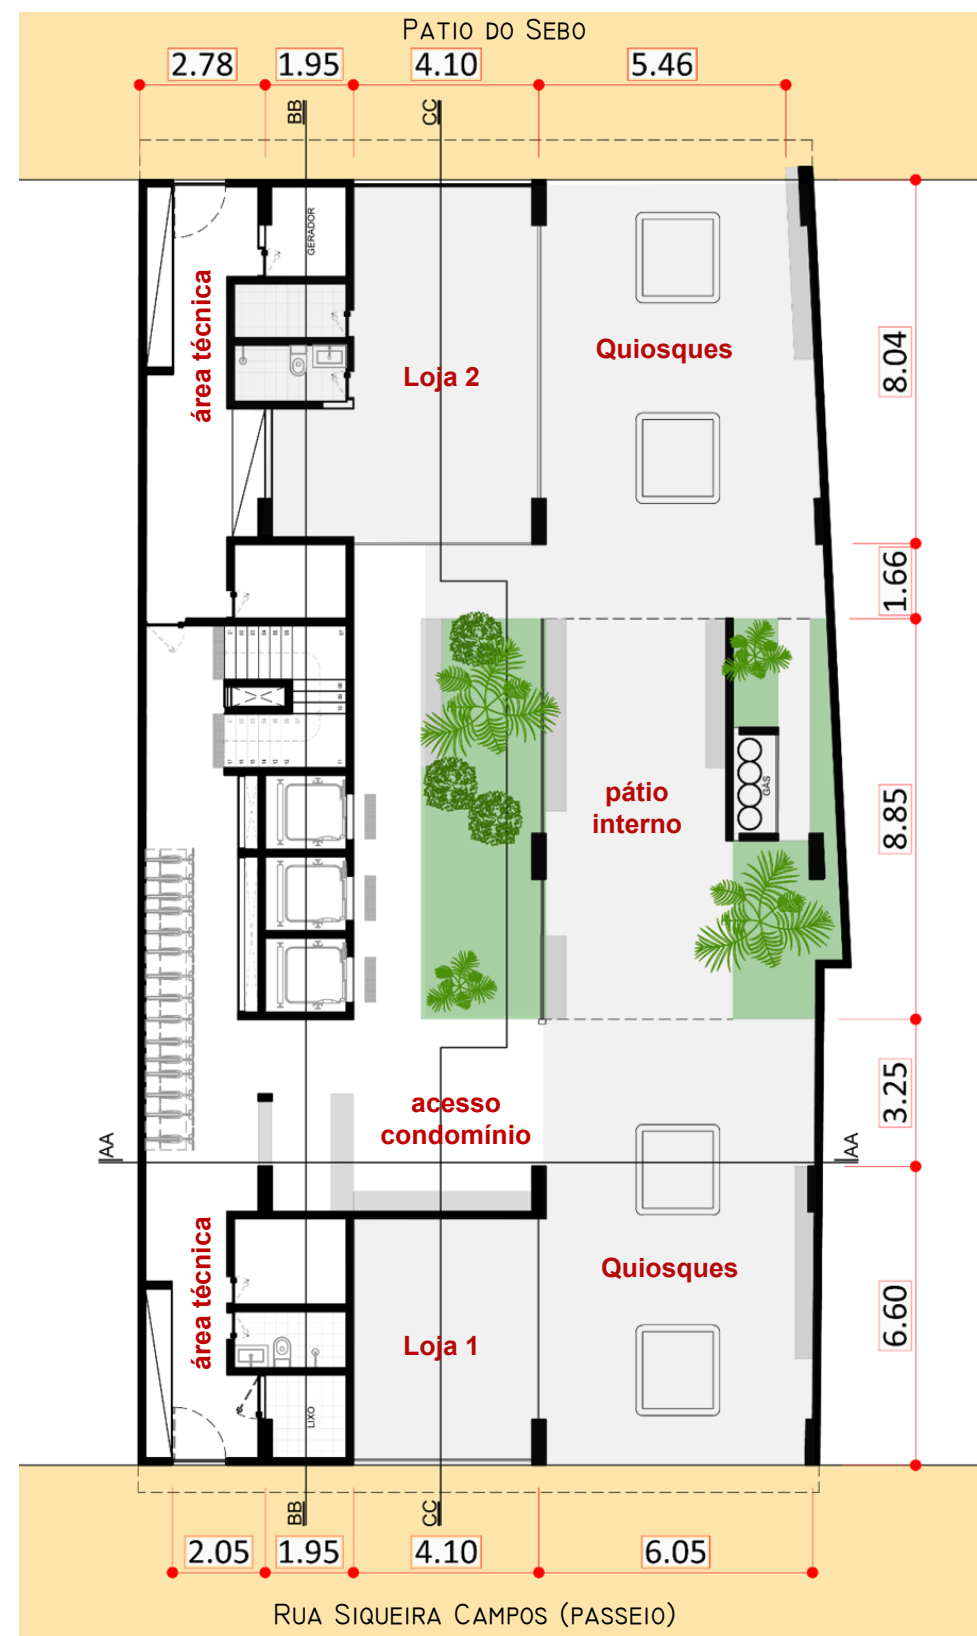 PATIO DO SEBO
2.78 1.95 4.10 5.46
BB CC
GERADOR
área técnica
Loja 2
Quiosques
8.04
1.66
pátio
interno
GÁS
8.85
acesso
condomínio
3.25
AA AA
área técnica
Quiosques
Loja 1
6.60
LIXO
BB CC
2.05 1.95 4.10 6.05
RUA SIQUEIRA CAMPOS (PASSEIO)